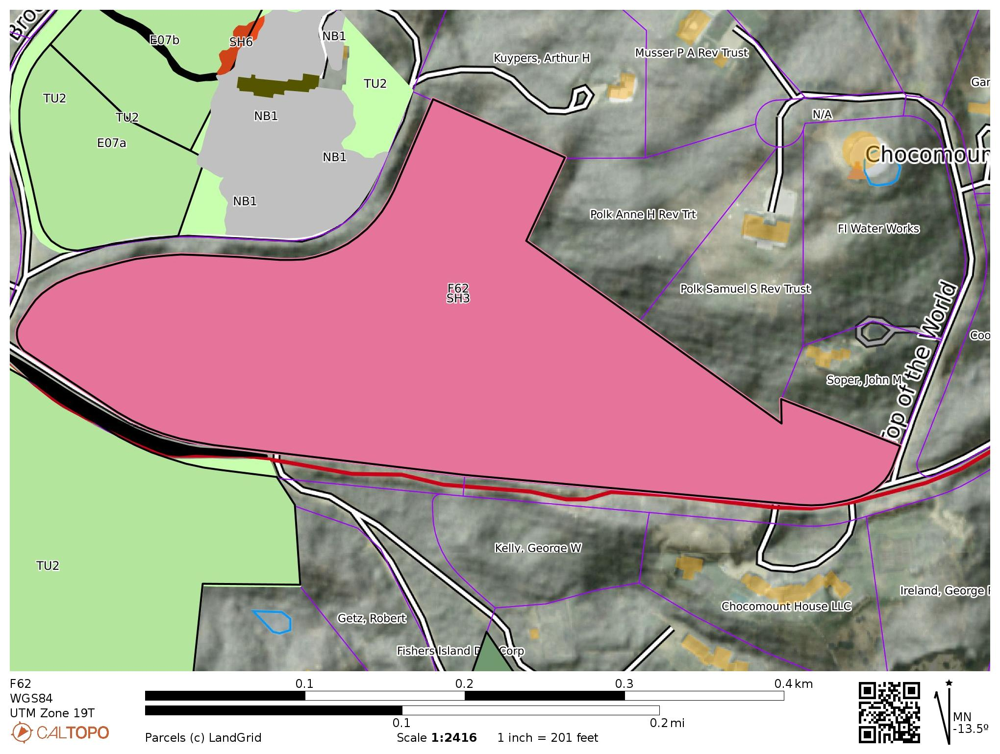 Broo
E07b
SH6
NB1
Kuypers, Arthur H
Musser P A Rev Trust
TU2
Gar
TU2
TU2
NB1
N/A
E07a
NB1
Chocomoun
NB1
Polk Anne H Rev Trt
FI Water Works
F62
SH3
Polk Samuel S Rev Trust
Top of the World
Coo
Soper, John M
Kelly, George W
TU2
Ireland, George F
Chocomount House LLC
Getz, Robert
Fishers Island D Corp
F62
WGS84
UTM Zone 19T
CALTOPO
0.1 0.2 0.3 0.4 km
0.1 0.2 mi
Parcels (c) LandGrid
Scale 1:2416 1 inch = 201 feet
MN
-13.5º